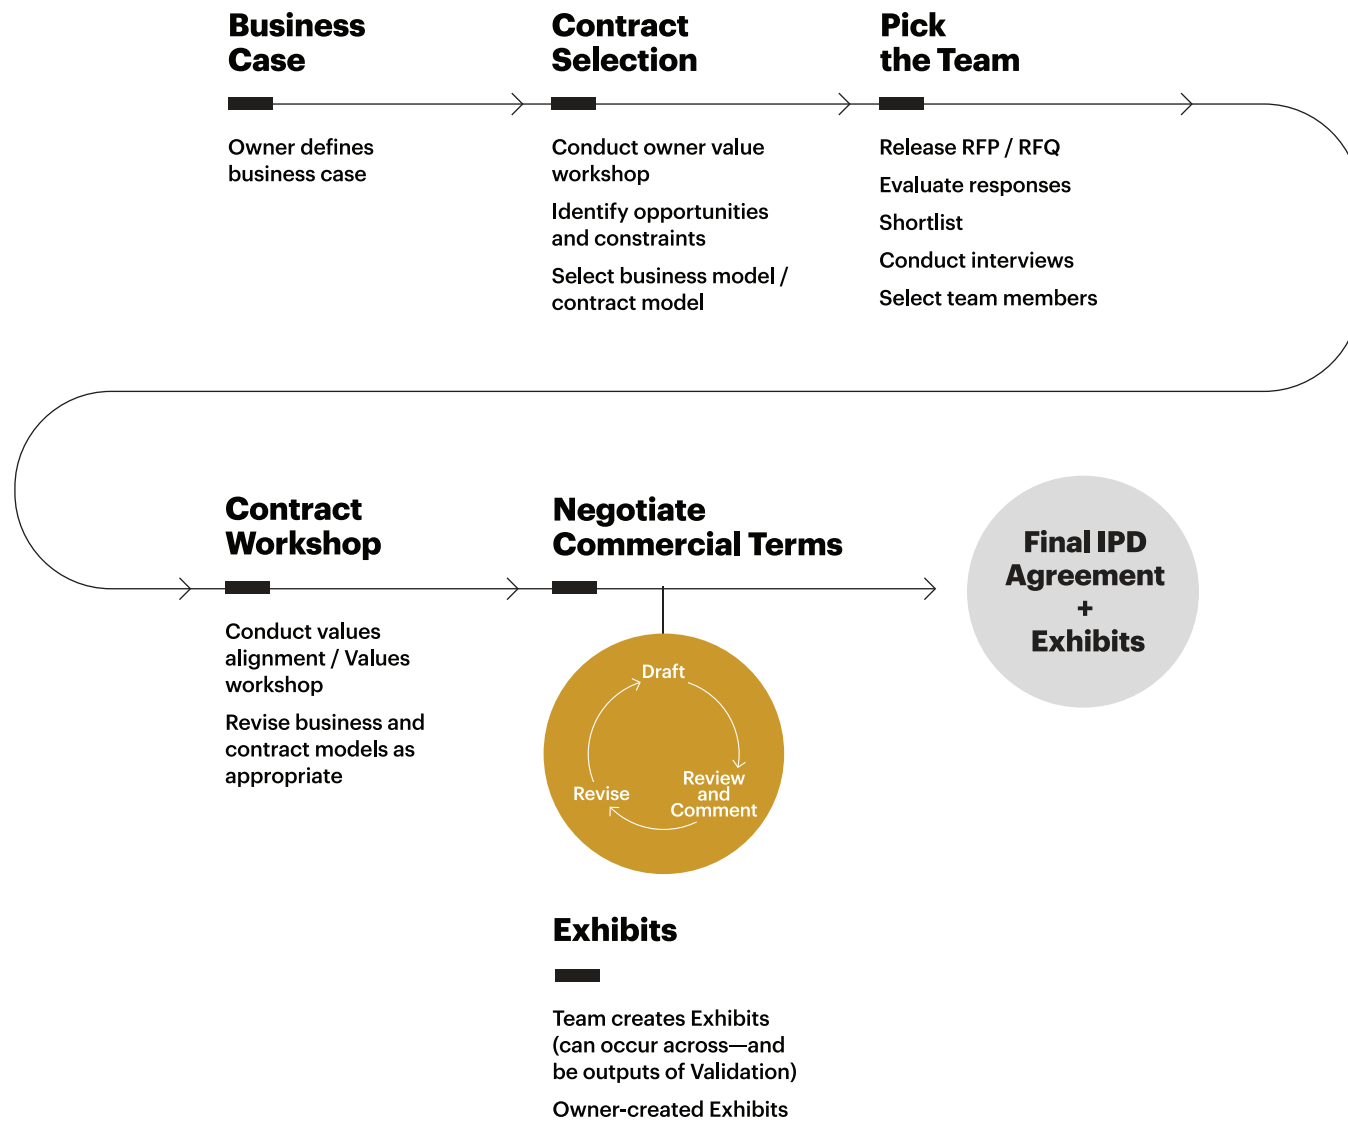 Business
Case
Owner defines
business case
Contract
Selection
Conduct owner value
workshop
Identify opportunities
and constraints
Select business model /
contract model
Pick
the Team
Release RFP / RFQ
Evaluate responses
Shortlist
Conduct interviews
Select team members
Contract
Workshop
Conduct values
alignment / Values
workshop
Revise business and
contract models as
appropriate
Negotiate
Commercial Terms
Draft
Review
and
Comment
Revise
Final IPD
Agreement
+
Exhibits
Exhibits
Team creates Exhibits
(can occur across—and
be outputs of Validation)
Owner-created Exhibits